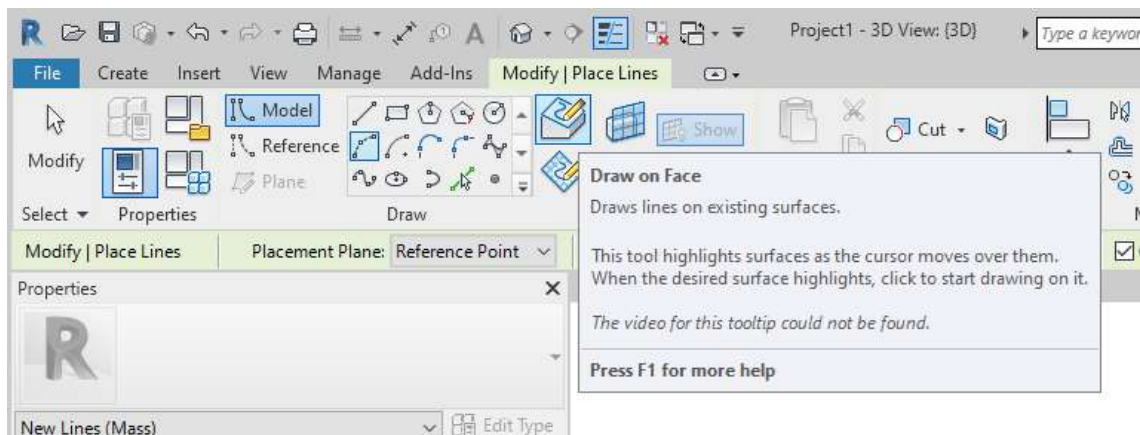 Project1 - 3D View: {3D}
Type a keywor
File Create Insert View Manage Add-Ins Modify | Place Lines
Modify
Model
Reference
Plane
Show
Cut
Select Properties Draw
Draw on Face
Draws lines on existing surfaces.
This tool highlights surfaces as the cursor moves over them.
When the desired surface highlights, click to start drawing on it.
The video for this tooltip could not be found.
Press F1 for more help
Modify | Place Lines Placement Plane: Reference Point
Properties
New Lines (Mass) Edit Type